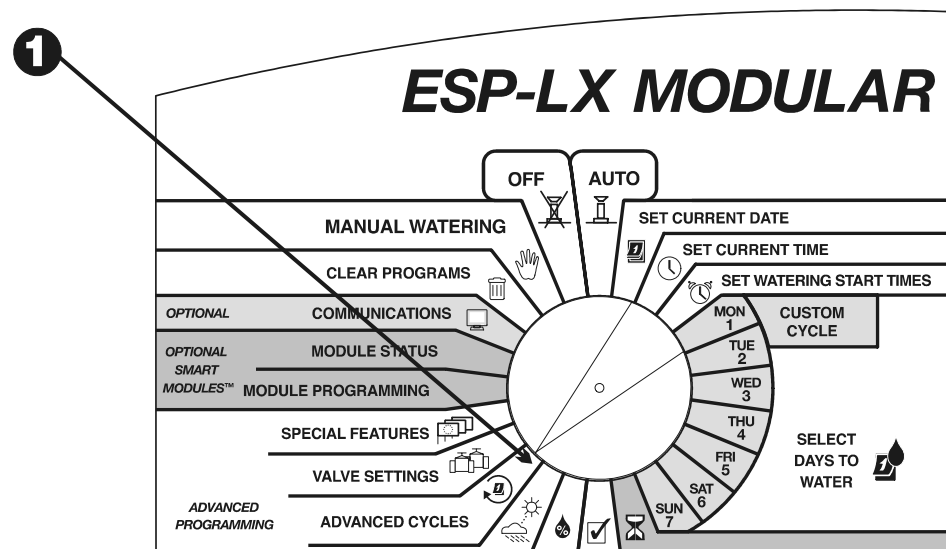 1
ESP-LX MODULAR
OFF
AUTO
MANUAL WATERING
SET CURRENT DATE
1
SET CURRENT TIME
CLEAR PROGRAMS
SET WATERING START TIMES
OPTIONAL
COMMUNICATIONS
MON
1
CUSTOM
CYCLE
OPTIONAL
SMART
MODULES™
MODULE STATUS
TUE
2
MODULE PROGRAMMING
WED
3
SPECIAL FEATURES
THU
4
SELECT
DAYS TO
WATER
1
VALVE SETTINGS
FRI
5
1
SAT
6
ADVANCED
PROGRAMMING
ADVANCED CYCLES
SUN
7
%